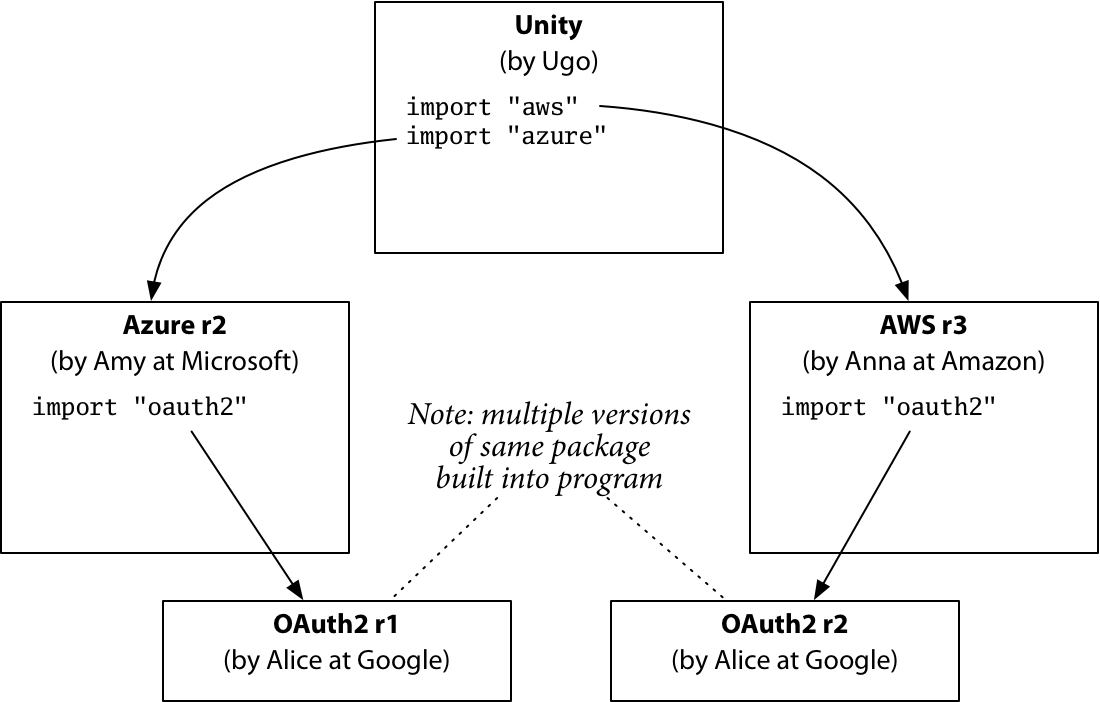 Unity
(by Ugo)
import "aws"
import "azure"
Azure r2
(by Amy at Microsoft)
import "oauth2"
AWS r3
(by Anna at Amazon)
import "oauth2"
Note: multiple versions
of same package
built into program
OAuth2 r1
(by Alice at Google)
OAuth2 r2
(by Alice at Google)